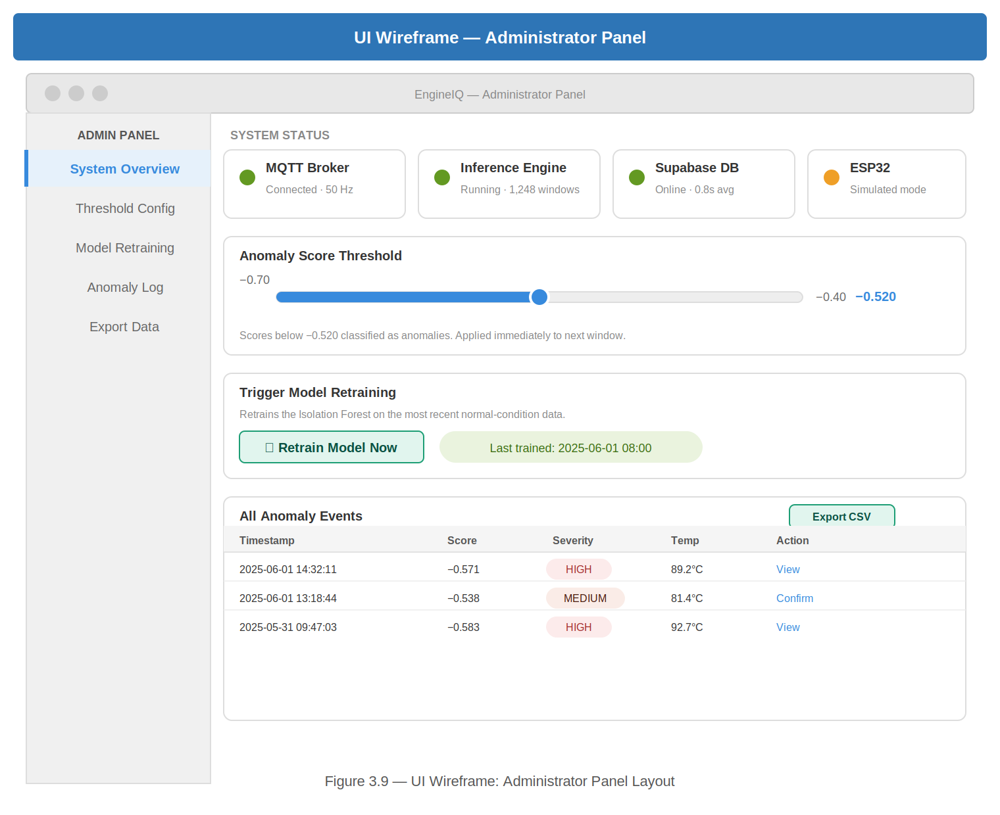 UI Wireframe — Administrator Panel
EngineIQ — Administrator Panel
ADMIN PANEL
System Overview
Threshold Config
Model Retraining
Anomaly Log
Export Data
SYSTEM STATUS
MQTT Broker
Connected · 50 Hz
Inference Engine
Running · 1,248 windows
Supabase DB
Online · 0.8s avg
ESP32
Simulated mode
Anomaly Score Threshold
−0.70
−0.40 −0.520
Scores below −0.520 classified as anomalies. Applied immediately to next window.
Trigger Model Retraining
Retrains the Isolation Forest on the most recent normal-condition data.
Retrain Model Now
Last trained: 2025-06-01 08:00
All Anomaly Events
Export CSV
Timestamp Score Severity Temp Action
2025-06-01 14:32:11 −0.571 HIGH 89.2°C View
2025-06-01 13:18:44 −0.538 MEDIUM 81.4°C Confirm
2025-05-31 09:47:03 −0.583 HIGH 92.7°C View
Figure 3.9 — UI Wireframe: Administrator Panel Layout